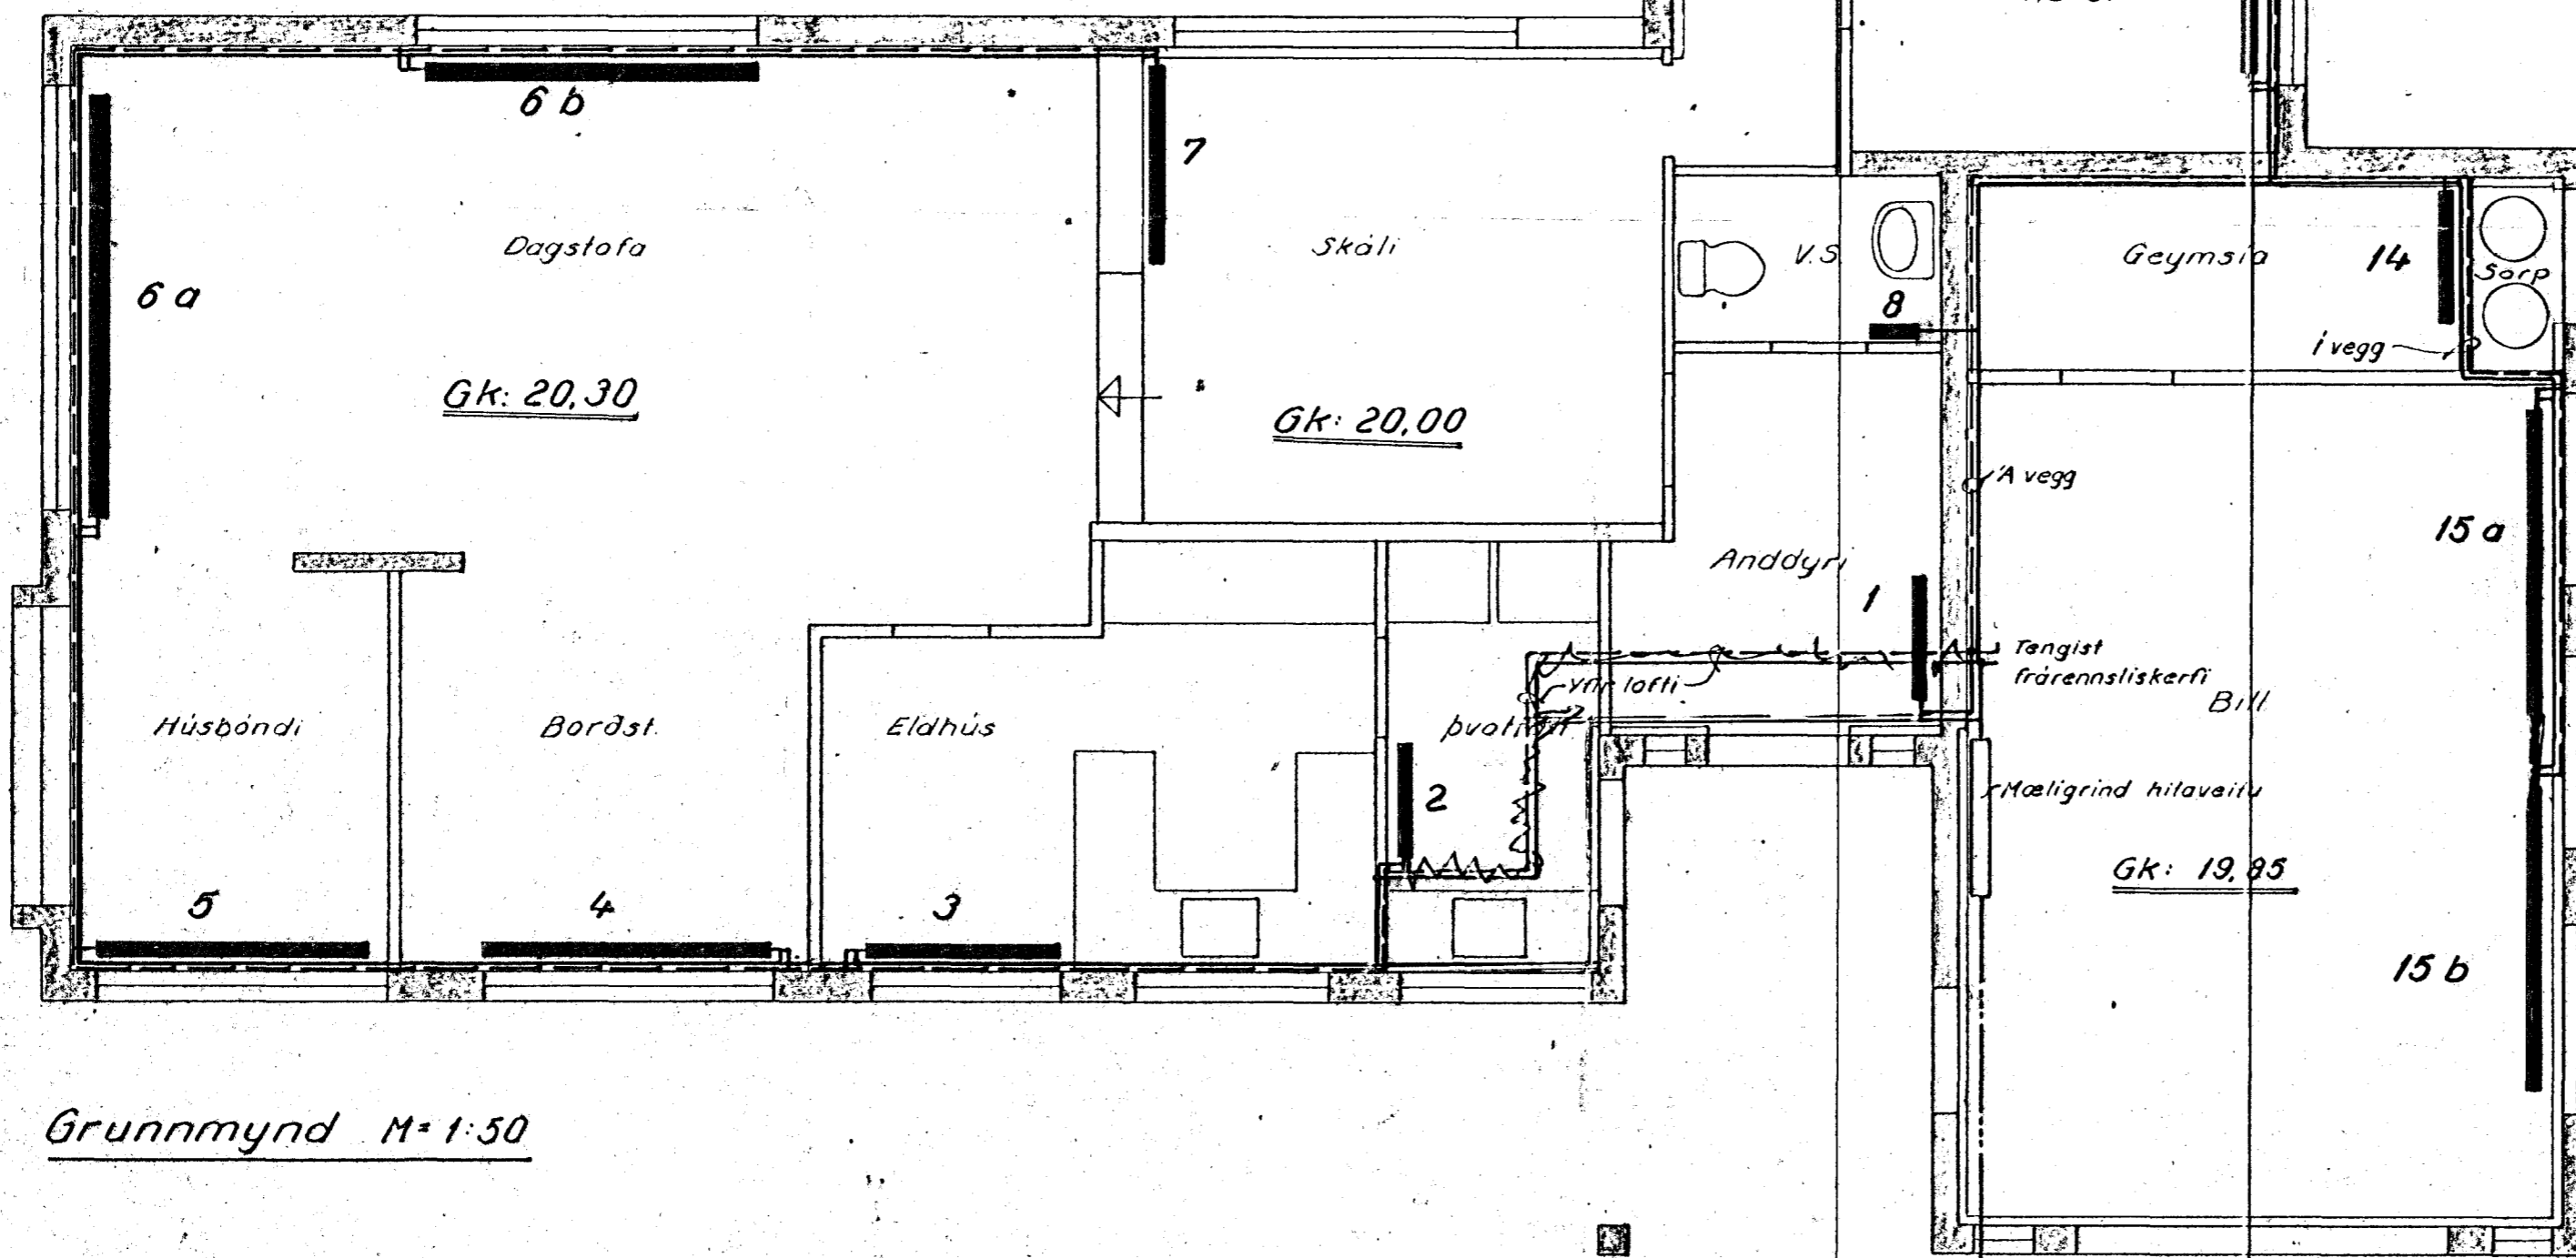 6 b
7
Dagstofa
Skáli
V.S.
Geymsla
14
Sorp
6 a
8
í vegg
Gk: 20,30
Gk: 20,00
Á vegg
15 a
Anddyri
1
Tengist
frárennsliskerfi
Yfir lofti
Bíll
Húsbóndi
Borðst.
Eldhús
2
Mæligrind hitaveitu
Gk: 19,85
5
4
3
15 b
Grunnmynd M= 1:50